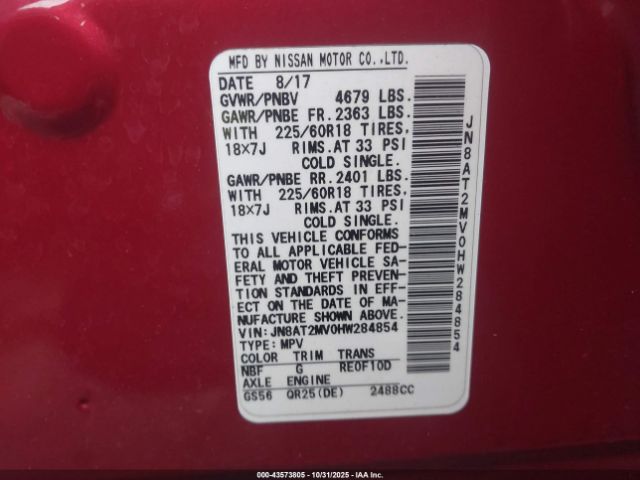 MFD BY NISSAN MOTOR CO.,LTD.
DATE 8/17
GVWR/PNBV 4679 LBS.
GAWR/PNBE FR. 2363 LBS.
WITH 225/60R18 TIRES,
18×7J RIMS.AT 33 PSI
COLD SINGLE.
GAWR/PNBE RR. 2401 LBS.
WITH 225/60R18 TIRES,
18×7J RIMS.AT 33 PSI
COLD SINGLE.
THIS VEHICLE CONFORMS
TO ALL APPLICABLE FED-
ERAL MOTOR VEHICLE SA-
FETY AND THEFT PREVEN-
TION STANDARDS IN EFF-
ECT ON THE DATE OF MA-
NUFACTURE SHOWN ABOVE.
VIN: JN8AT2MV0HW284854
TYPE: MPV
COLOR TRIM TRANS
NBF G RE0F10D
AXLE ENGINE
GS56 QR25(DE) 2488CC
JN8AT2MV0HW284854
000-43573805 - 10/31/2025 - IAA Inc.